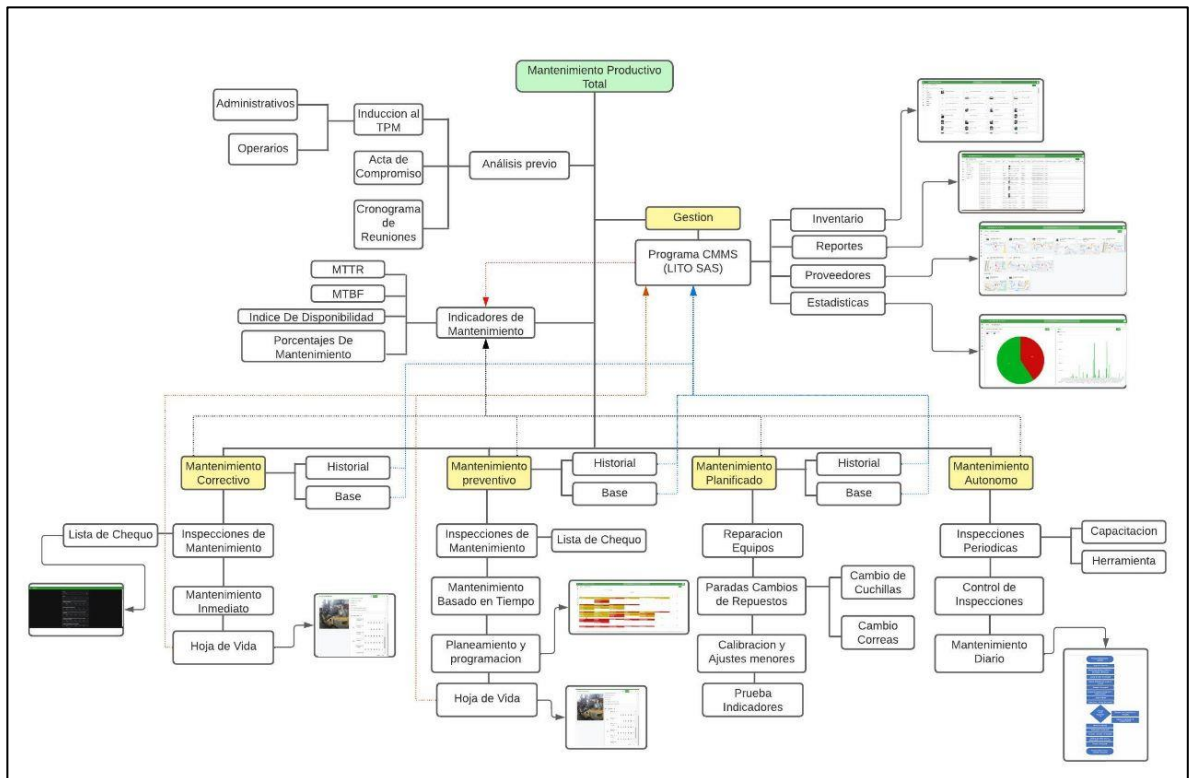 Mantenimiento Productivo
Total
Administrativos
Induccion al
TPM
Operarios
Acta de
Compromiso
Análisis previo
Cronograma
de
Reuniones
Gestion
Programa CMMS
(LITO SAS)
Inventario
Reportes
Proveedores
Estadisticas
MTTR
MTBF
Indice De Disponibilidad
Porcentajes De
Mantenimiento
Indicadores de
Mantenimiento
Mantenimiento
Correctivo
Historial
Base
Mantenimiento
preventivo
Historial
Base
Mantenimiento
Planificado
Historial
Base
Mantenimiento
Autonomo
Lista de Chequo
Inspecciones de
Mantenimiento
Mantenimiento
Inmediato
Hoja de Vida
Inspecciones de
Mantenimiento
Lista de Chequo
Mantenimiento
Basado en Tiempo
Planeamiento y
programacion
Hoja de Vida
Reparacion
Equipos
Paradas Cambios
de Repuestos
Cambio de
Cuchillas
Cambio
Correas
Calibracion y
Ajustes menores
Prueba
Indicadores
Inspecciones
Periodicas
Capacitacion
Herramienta
Control de
Inspecciones
Mantenimiento
Diario